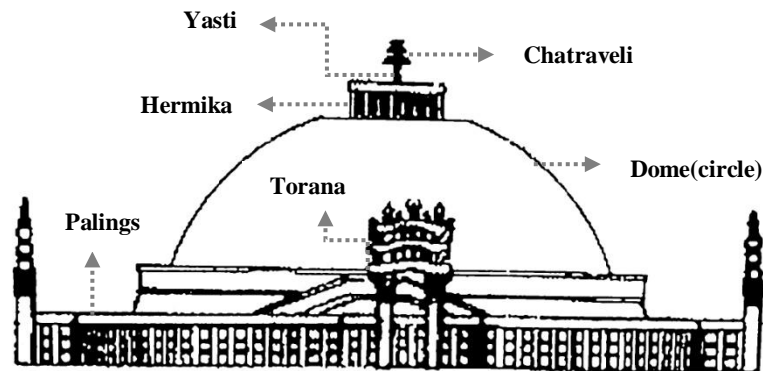 Yasti
Chatraveli
Hermika
Dome(circle)
Torana
Palings